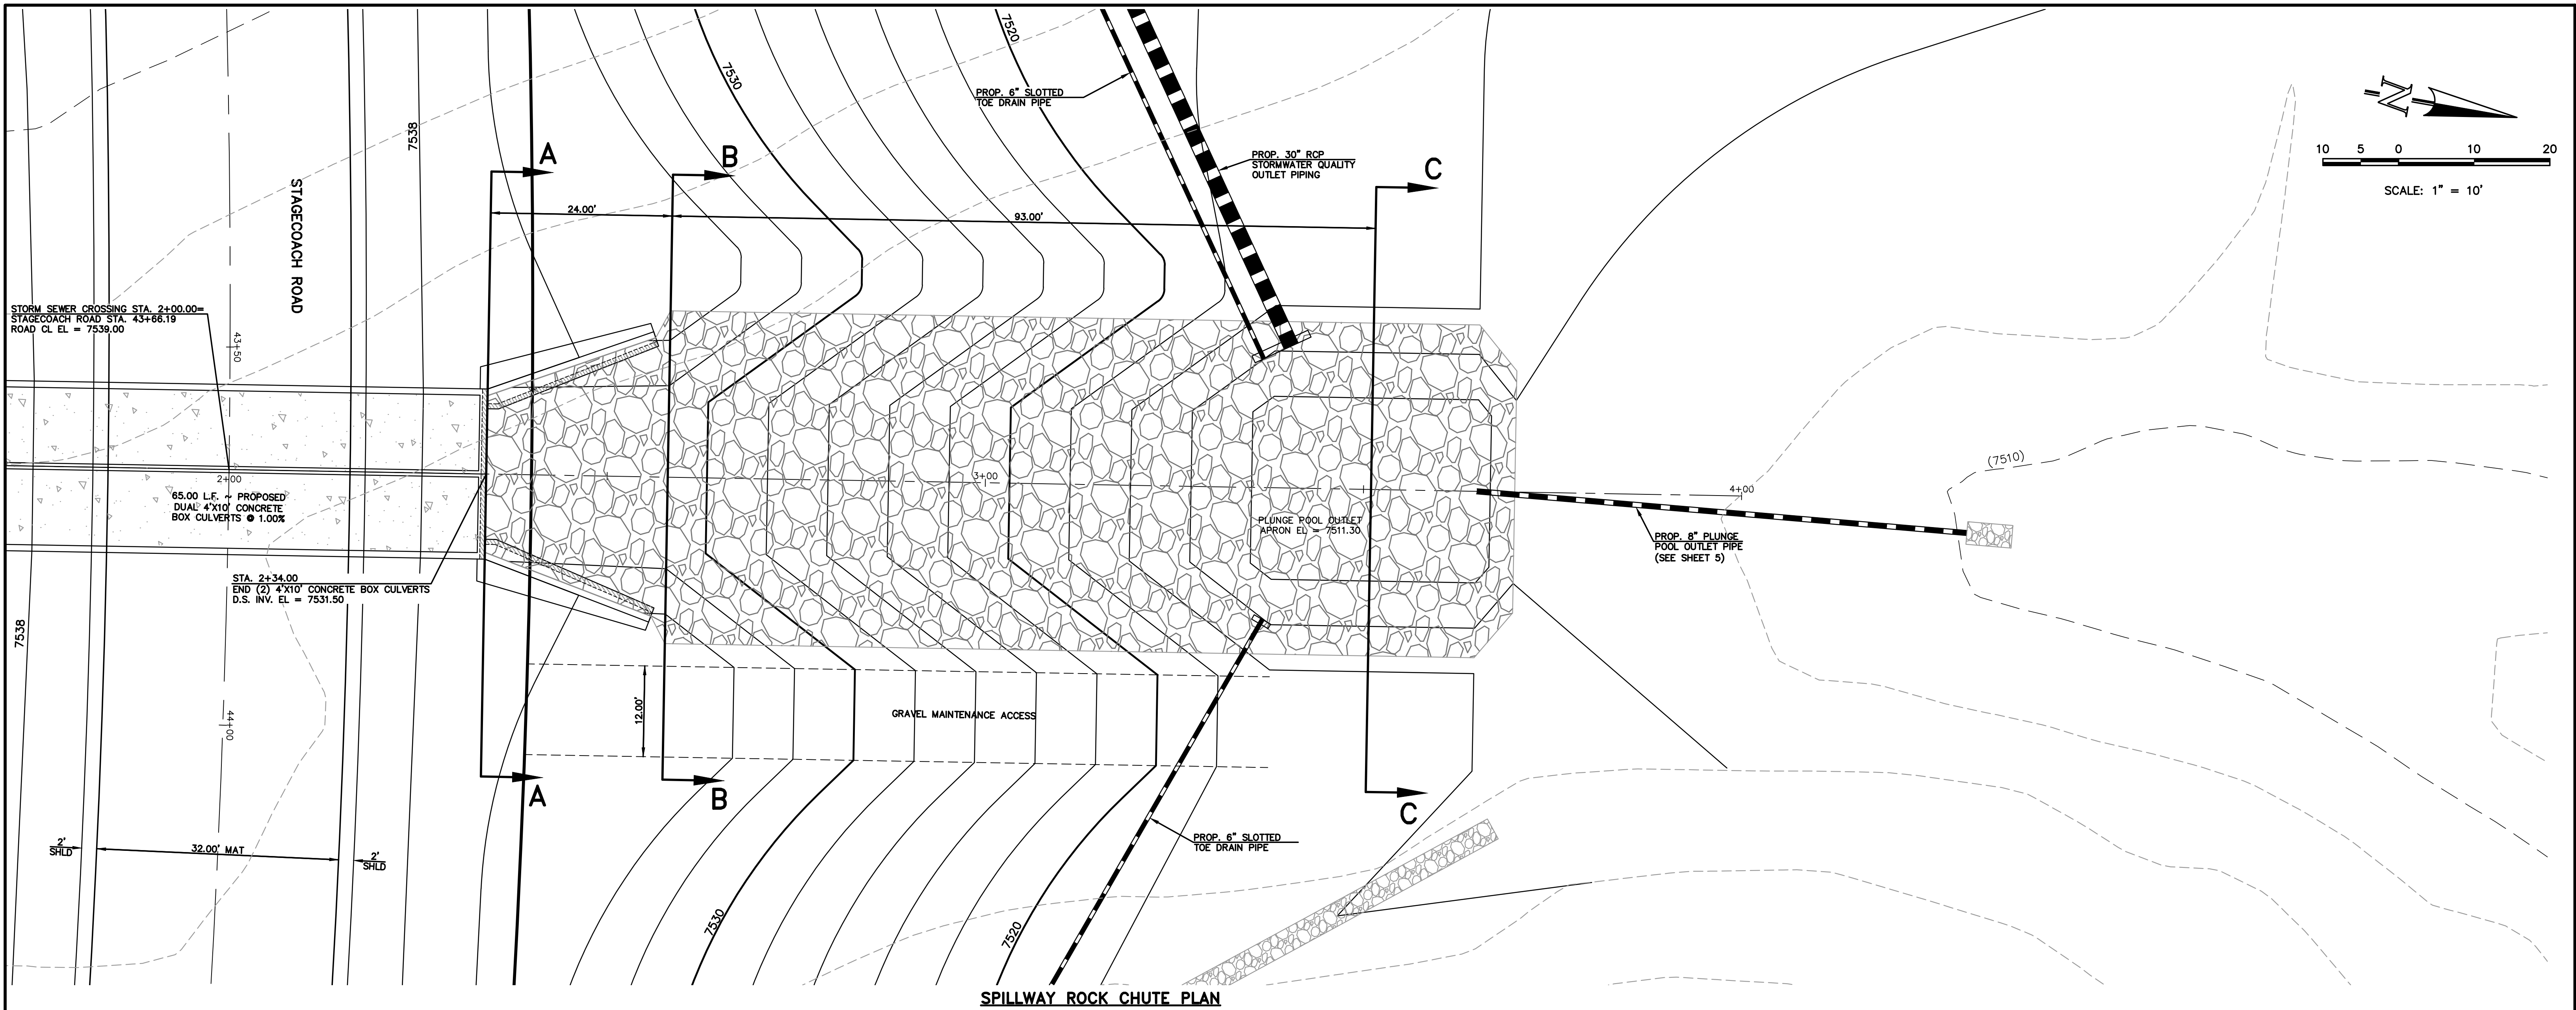 7520
7530
7538
PROP. 6" SLOTTED
TOE DRAIN PIPE
N
10 5 0 10 20
SCALE: 1" = 10'
A
B
C
PROP. 30" RCP
STORMWATER QUALITY
OUTLET PIPING
STAGECOACH ROAD
24.00'
93.00'
STORM SEWER CROSSING STA. 2+00.00=
STAGECOACH ROAD STA. 43+66.19
ROAD CL EL = 7539.00
43+50
2+00
3+00
4+00
(7510)
65.00 L.F. ~ PROPOSED
DUAL 4'X10' CONCRETE
BOX CULVERTS @ 1.00%
PLUNGE POOL OUTLET
APRON EL = 7511.30
PROP. 8" PLUNGE
POOL OUTLET PIPE
(SEE SHEET 5)
STA. 2+34.00
END (2) 4'X10' CONCRETE BOX CULVERTS
D.S. INV. EL = 7531.50
7538
44+00
12.00'
GRAVEL MAINTENANCE ACCESS
A
B
C
2'
SHLD
32.00' MAT
2'
SHLD
PROP. 6" SLOTTED
TOE DRAIN PIPE
7530
7520
SPILLWAY ROCK CHUTE PLAN